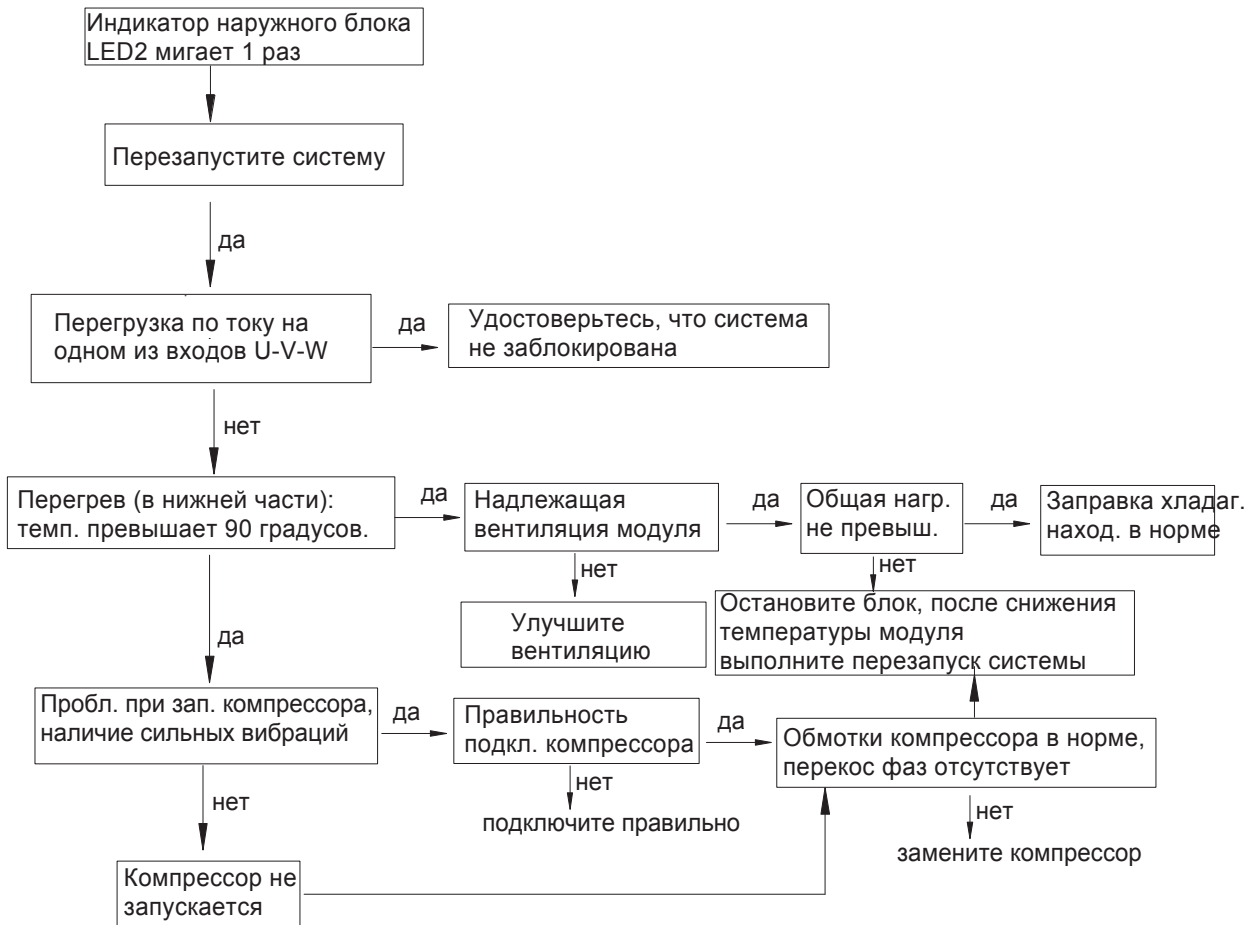 Индикатор наружного блока
LED2 мигает 1 раз
Перезапустите систему
да
Перегрузка по току на
одном из входов U-V-W
да
Удостоверьтесь, что система
не заблокирована
нет
Перегрев (в нижней части):
темп. превышает 90 градусов.
да
Надлежащая
вентиляция модуля
да
Общая нагр.
не превыш.
да
Заправка хладаг.
наход. в норме
нет
нет
Улучшите
вентиляцию
Остановите блок, после снижения
температуры модуля
выполните перезапуск системы
да
Пробл. при зап. компрессора,
наличие сильных вибраций
да
Правильность
подкл. компрессора
да
Обмотки компрессора в норме,
перекос фаз отсутствует
нет
нет
нет
подключите правильно
замените компрессор
Компрессор не
запускается